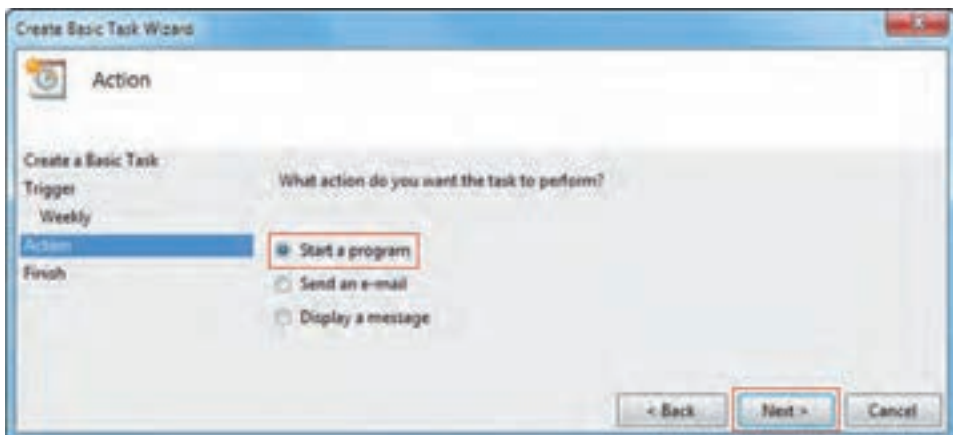 Create Basic Task Wizard
Action
Create a Basic Task
Trigger
Weekly
Action
Finish
What action do you want the task to perform?
Start a program
Send an e-mail
Display a message
< Back
Next >
Cancel